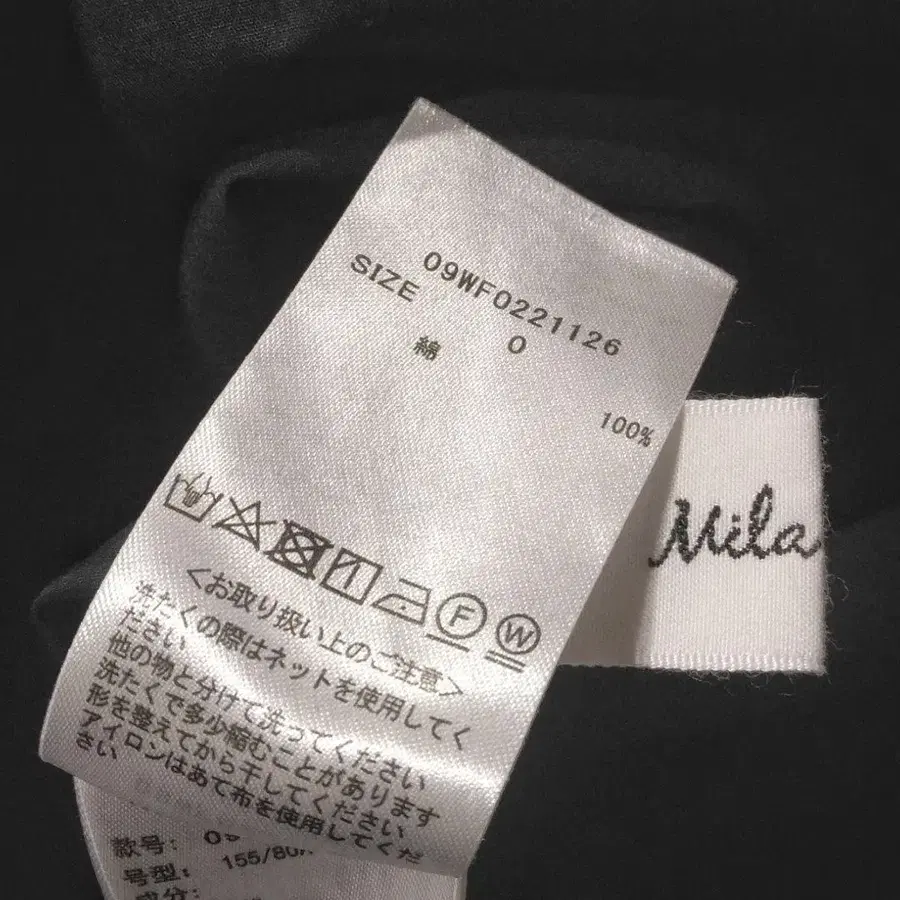 09WF0221126
SIZE 0
綿 100%
F W
<お取り扱い上のご注意>
洗たくの際はネットを使用してく
ださい
他の物と分けて洗ってください
洗たくで多少縮むことがあります
形を整えてから干してください
アイロンはあて布を使用してくだ
さい
Mila
款号:
号型: 155/80
成分: